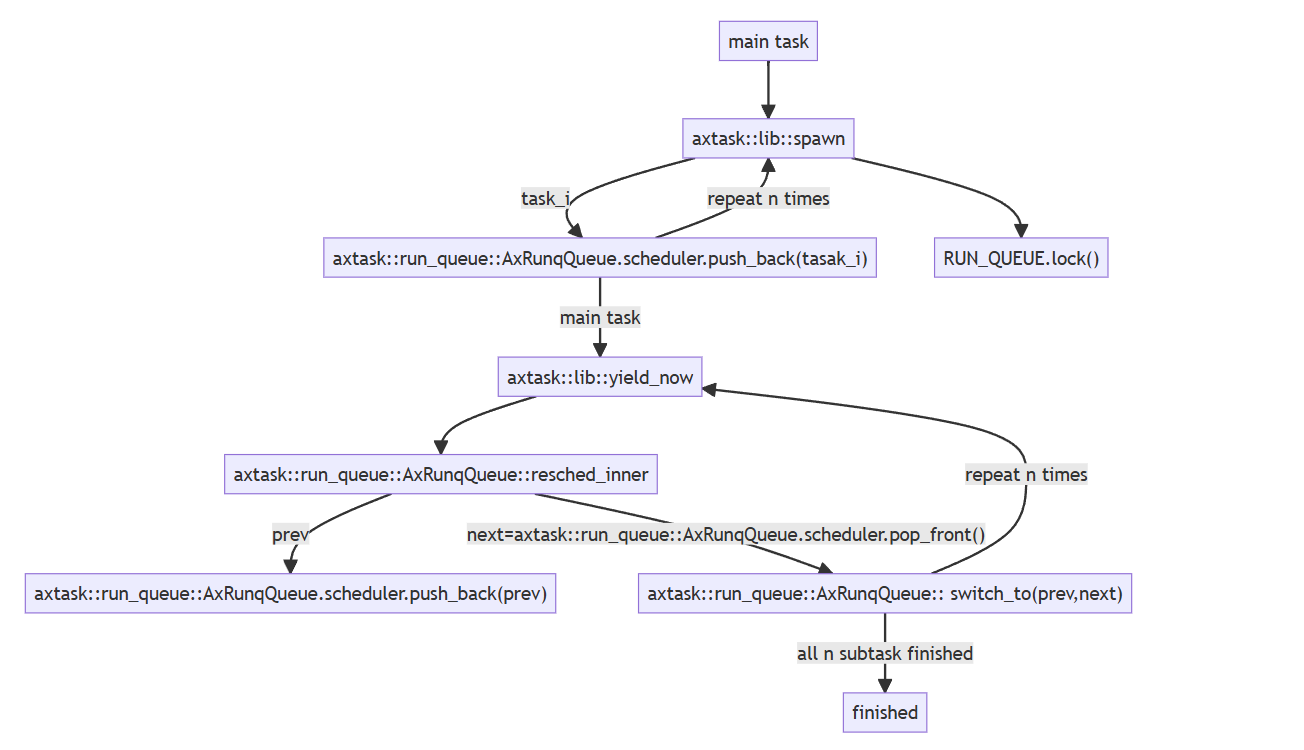 main task
axtask::lib::spawn
task_i
repeat n times
axtask::run_queue::AxRunqQueue.scheduler.push_back(tasak_i)
RUN_QUEUE.lock()
main task
axtask::lib::yield_now
axtask::run_queue::AxRunqQueue::resched_inner
repeat n times
prev
next=axtask::run_queue::AxRunqQueue.scheduler.pop_front()
axtask::run_queue::AxRunqQueue.scheduler.push_back(prev)
axtask::run_queue::AxRunqQueue:: switch_to(prev,next)
all n subtask finished
finished